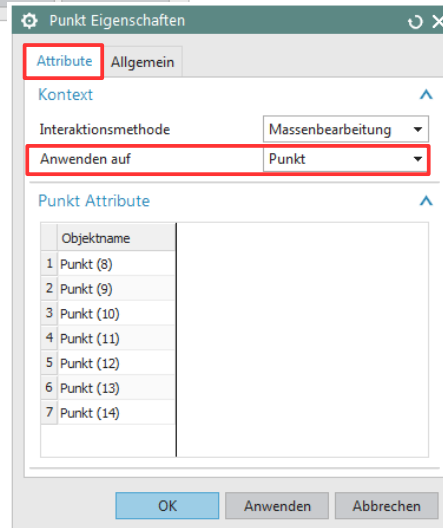 Punkt Eigenschaften
Attribute Allgemein
Kontext
Interaktionsmethode Massenbearbeitung
Anwenden auf Punkt
Punkt Attribute
Objektname
1 Punkt (8)
2 Punkt (9)
3 Punkt (10)
4 Punkt (11)
5 Punkt (12)
6 Punkt (13)
7 Punkt (14)
OK Anwenden Abbrechen